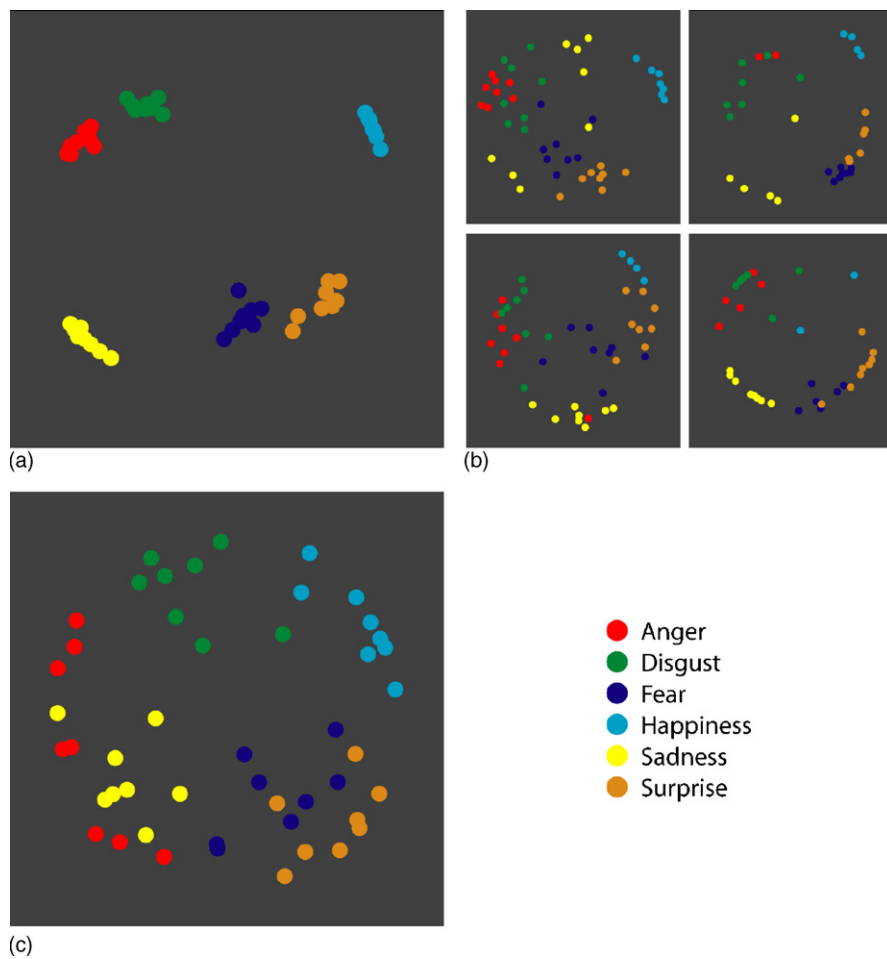 (a)
(b)
Anger
Disgust
Fear
Happiness
Sadness
Surprise
(c)